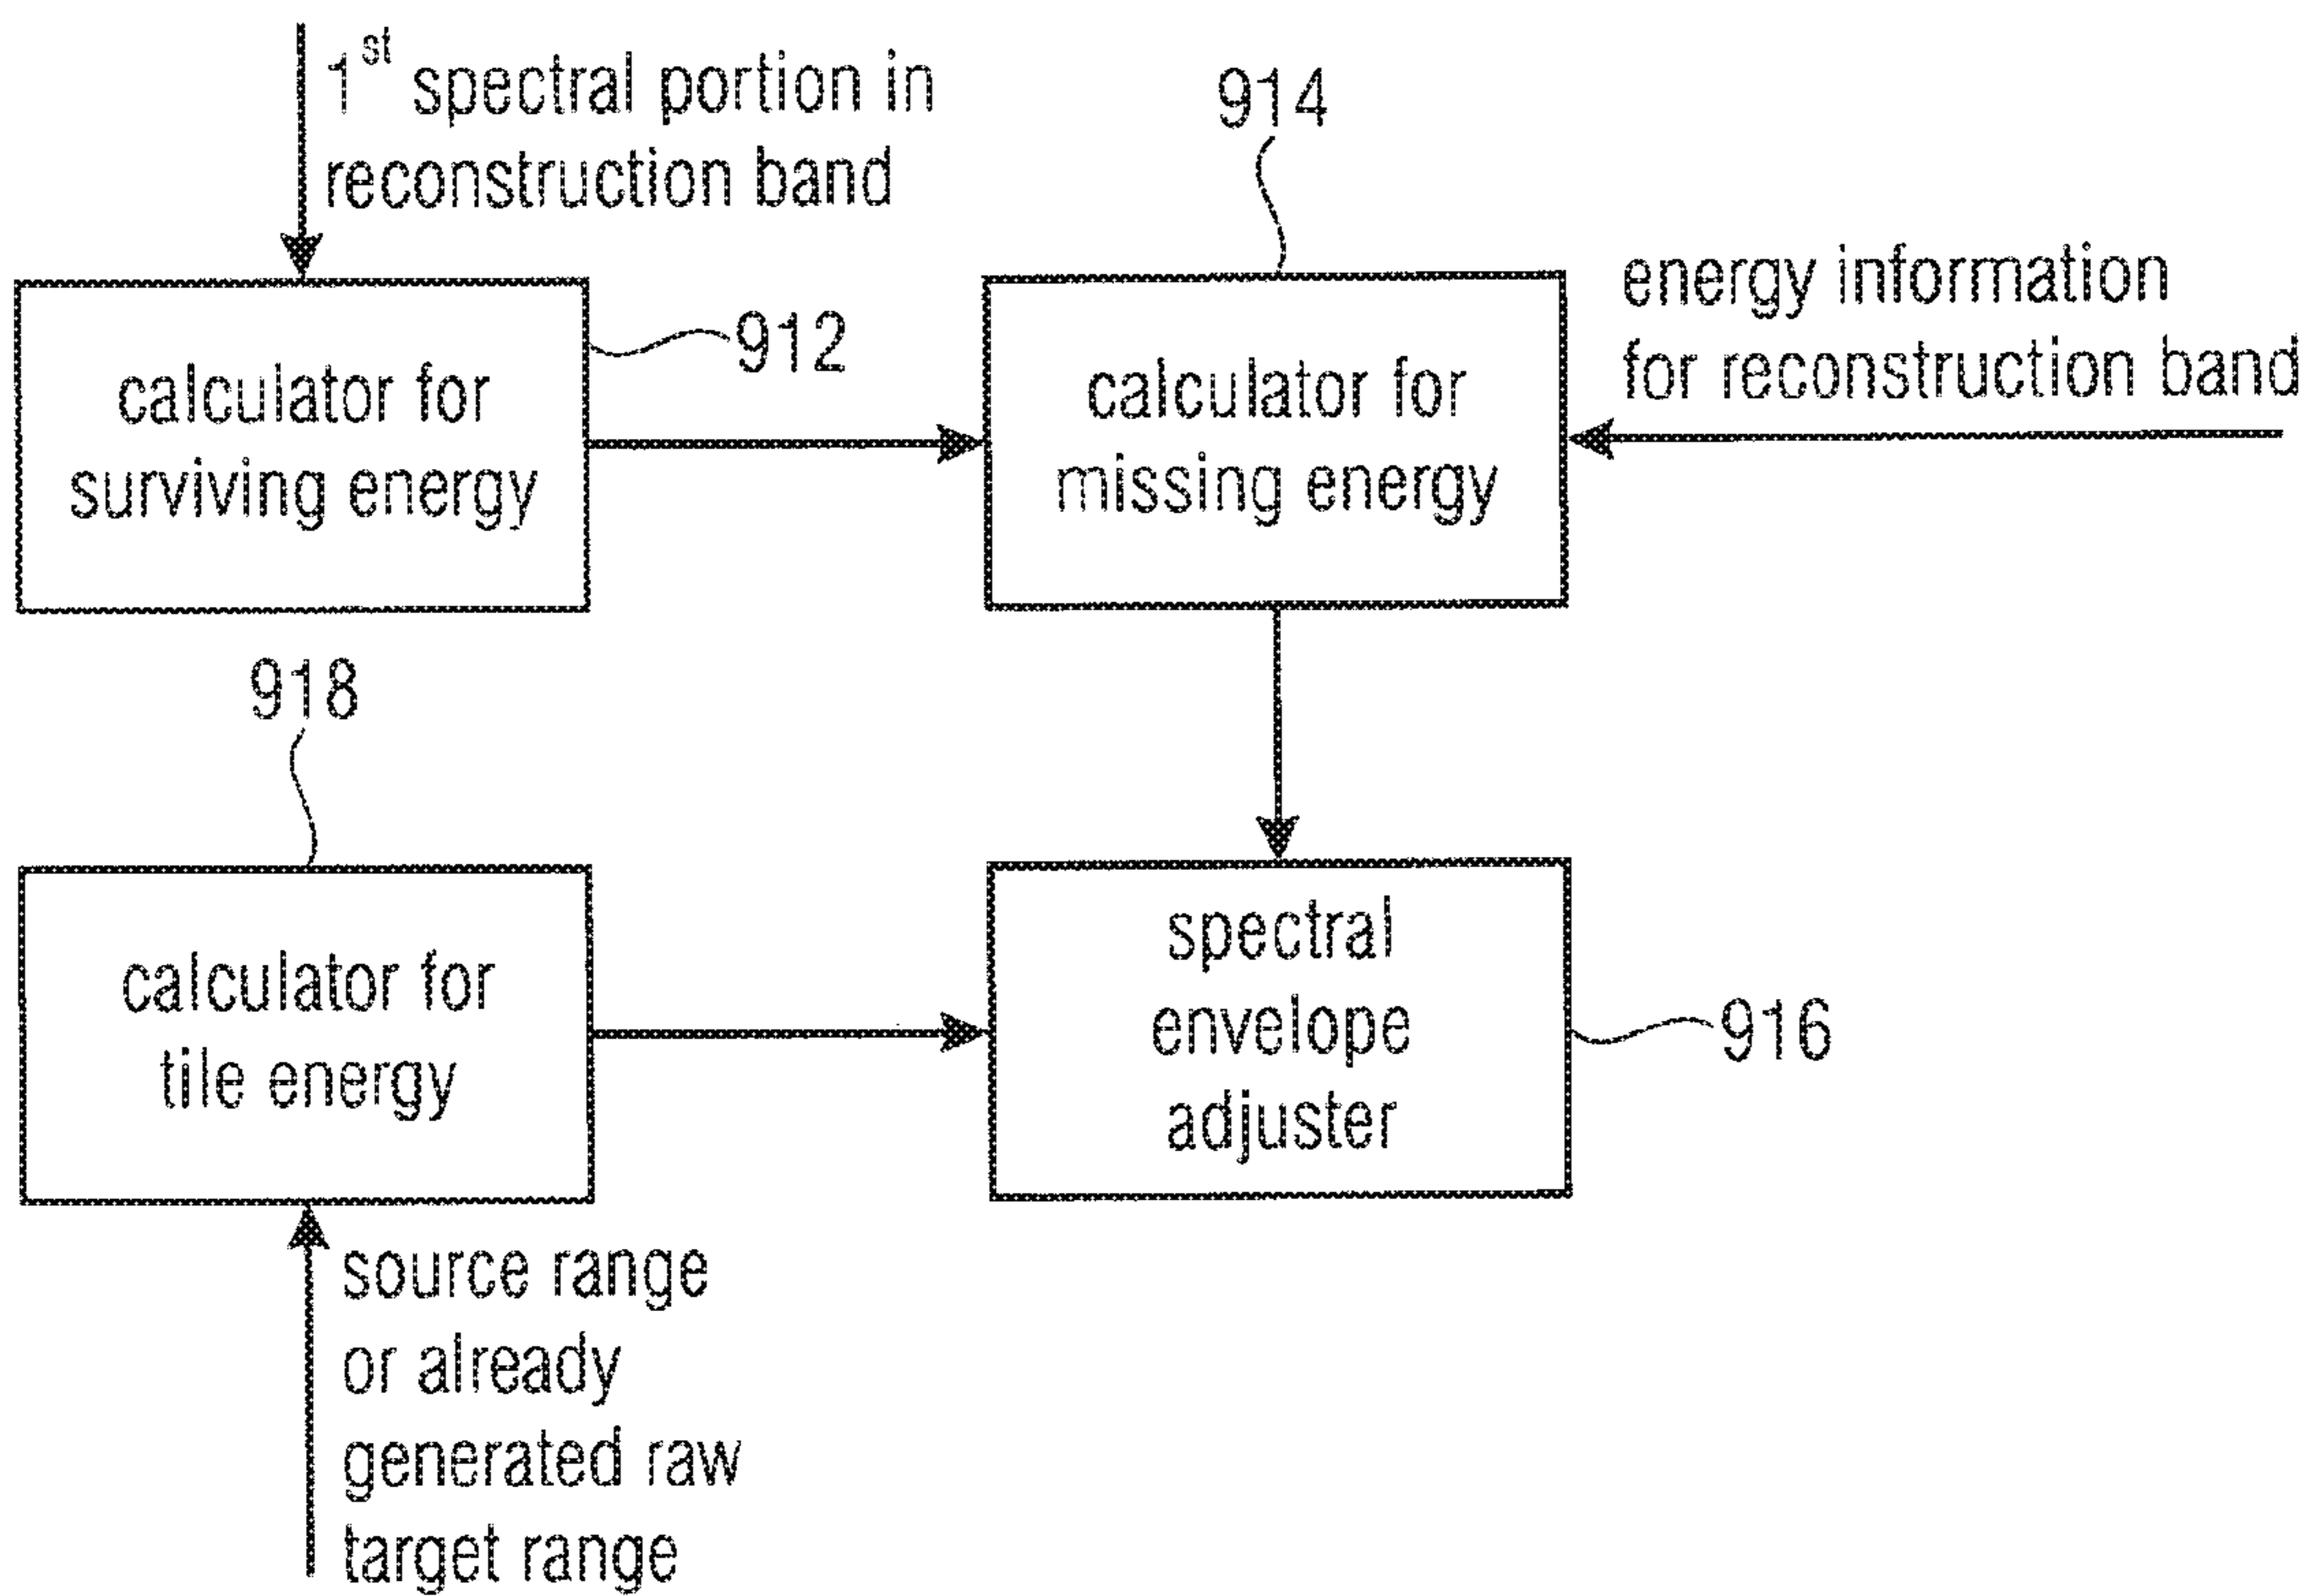 1st spectral portion in
reconstruction band
914
energy information
for reconstruction band
912
calculator for
surviving energy
calculator for
missing energy
918
calculator for
tile energy
spectral
envelope
adjuster
916
source range
or already
generated raw
target range